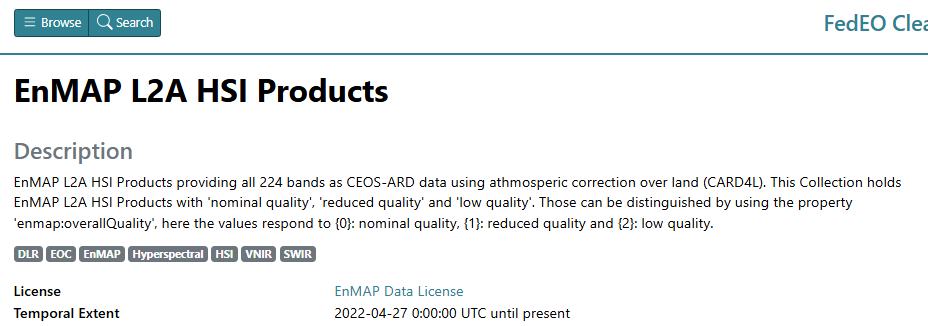 Browse Search FedEO Clea
EnMAP L2A HSI Products
Description
EnMAP L2A HSI Products providing all 224 bands as CEOS-ARD data using athmosperic correction over land (CARD4L). This Collection holds
EnMAP L2A HSI Products with 'nominal quality', 'reduced quality' and 'low quality'. Those can be distinguished by using the property
'enmap:overallQuality', here the values respond to {0}: nominal quality, {1}: reduced quality and {2}: low quality.
DLR EOC EnMAP Hyperspectral HSI VNIR SWIR
License EnMAP Data License
Temporal Extent 2022-04-27 0:00:00 UTC until present